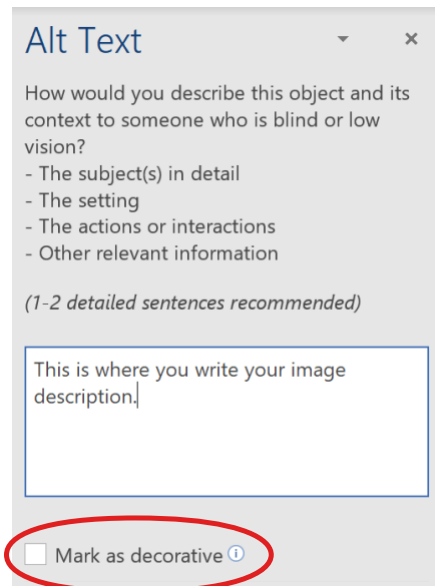 Alt Text
How would you describe this object and its
context to someone who is blind or low
vision?
- The subject(s) in detail
- The setting
- The actions or interactions
- Other relevant information
(1-2 detailed sentences recommended)
This is where you write your image
description.
Mark as decorative